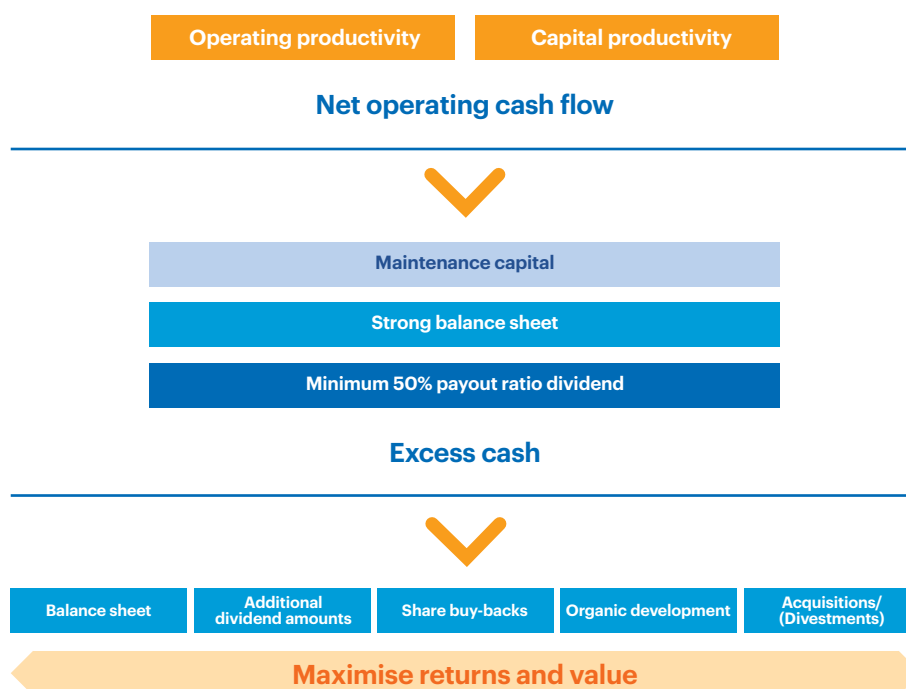 Operating productivity
Capital productivity
Net operating cash flow
Maintenance capital
Strong balance sheet
Minimum 50% payout ratio dividend
Excess cash
Balance sheet
Additional
dividend amounts
Share buy-backs
Organic development
Acquisitions/
(Divestments)
Maximise returns and value